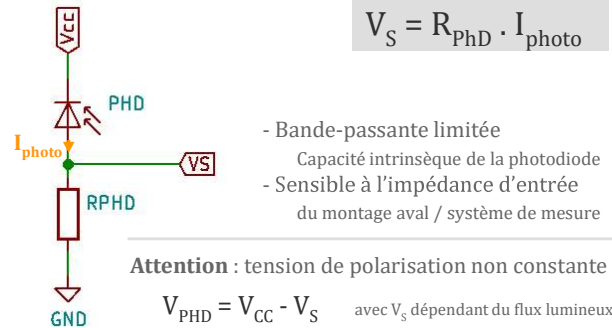 Vcc
V_S = R_PhD . I_photo
PHD
I_photo
VS
RPHD
GND
- Bande-passante limitée
Capacité intrinsèque de la photodiode
- Sensible à l'impédance d'entrée
du montage aval / système de mesure
Attention : tension de polarisation non constante
V_PHD = V_CC - V_S avec V_S dépendant du flux lumineux